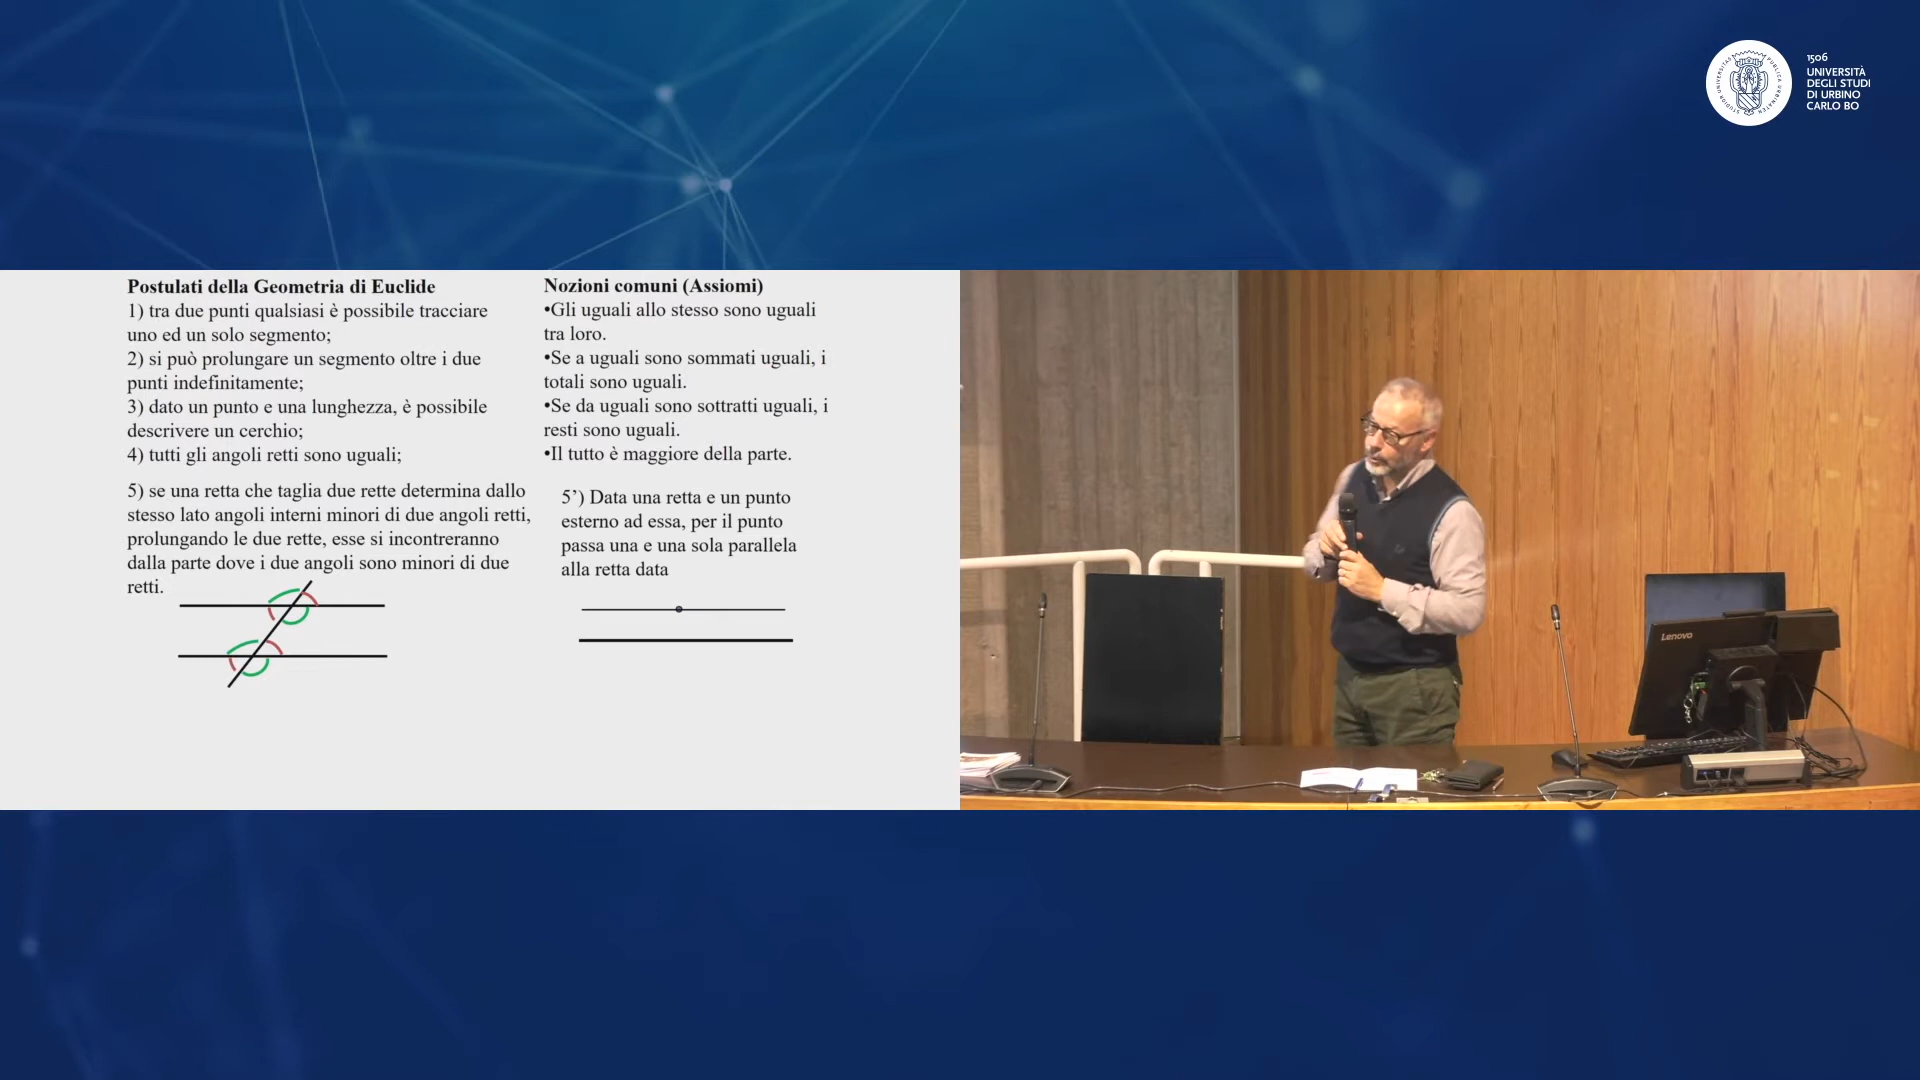 1506
UNIVERSITÀ
DEGLI STUDI
DI URBINO
CARLO BO
Postulati della Geometria di Euclide
1) tra due punti qualsiasi è possibile tracciare
uno ed un solo segmento;
2) si può prolungare un segmento oltre i due
punti indefinitamente;
3) dato un punto e una lunghezza, è possibile
descrivere un cerchio;
4) tutti gli angoli retti sono uguali;
5) se una retta che taglia due rette determina dallo
stesso lato angoli interni minori di due angoli retti,
prolungando le due rette, esse si incontreranno
dalla parte dove i due angoli sono minori di due
retti.
Nozioni comuni (Assiomi)
•Gli uguali allo stesso sono uguali
tra loro.
•Se a uguali sono sommati uguali, i
totali sono uguali.
•Se da uguali sono sottratti uguali, i
resti sono uguali.
•Il tutto è maggiore della parte.
5’) Data una retta e un punto
esterno ad essa, per il punto
passa una e una sola parallela
alla retta data
Lenovo